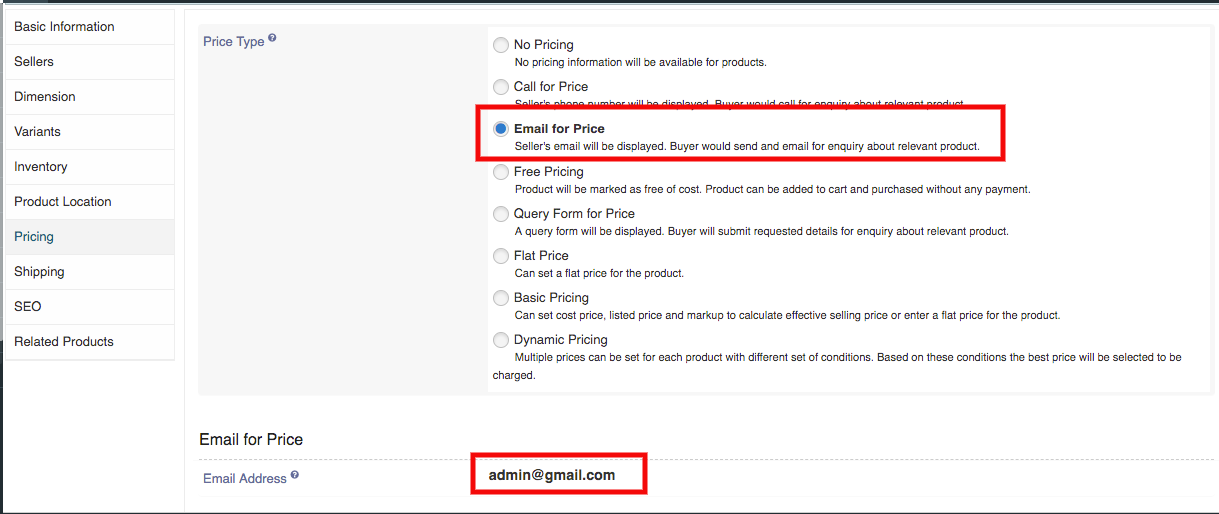 Basic Information
Sellers
Dimension
Variants
Inventory
Product Location
Pricing
Shipping
SEO
Related Products
Price Type ?
No Pricing
No pricing information will be available for products.
Call for Price
Seller's phone number will be displayed. Buyer would call for enquiry about relevant product.
Email for Price
Seller's email will be displayed. Buyer would send and email for enquiry about relevant product.
Free Pricing
Product will be marked as free of cost. Product can be added to cart and purchased without any payment.
Query Form for Price
A query form will be displayed. Buyer will submit requested details for enquiry about relevant product.
Flat Price
Can set a flat price for the product.
Basic Pricing
Can set cost price, listed price and markup to calculate effective selling price or enter a flat price for the product.
Dynamic Pricing
Multiple prices can be set for each product with different set of conditions. Based on these conditions the best price will be selected to be
charged.
Email for Price
Email Address ?
admin@gmail.com